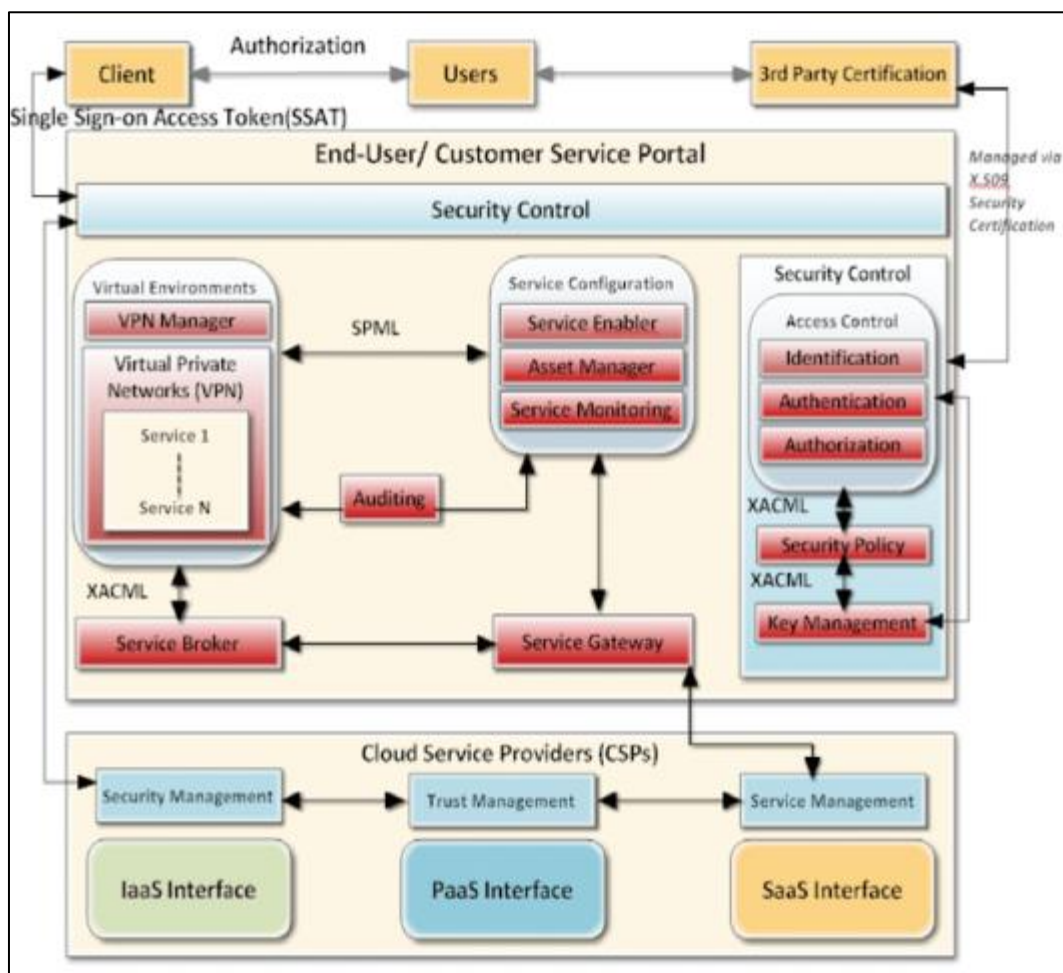 Authorization
Client
Users
3rd Party Certification
Single Sign-on Access Token(SSAT)
End-User/ Customer Service Portal
Managed via
X.509
Security
Certification
Security Control
Virtual Environments
VPN Manager
Virtual Private
Networks (VPN)
Service 1
Service N
SPML
Service Configuration
Service Enabler
Asset Manager
Service Monitoring
Auditing
Security Control
Access Control
Identification
Authentication
Authorization
XACML
Security Policy
XACML
Key Management
XACML
Service Broker
Service Gateway
Cloud Service Providers (CSPs)
Security Management
Trust Management
Service Management
IaaS Interface
PaaS Interface
SaaS Interface